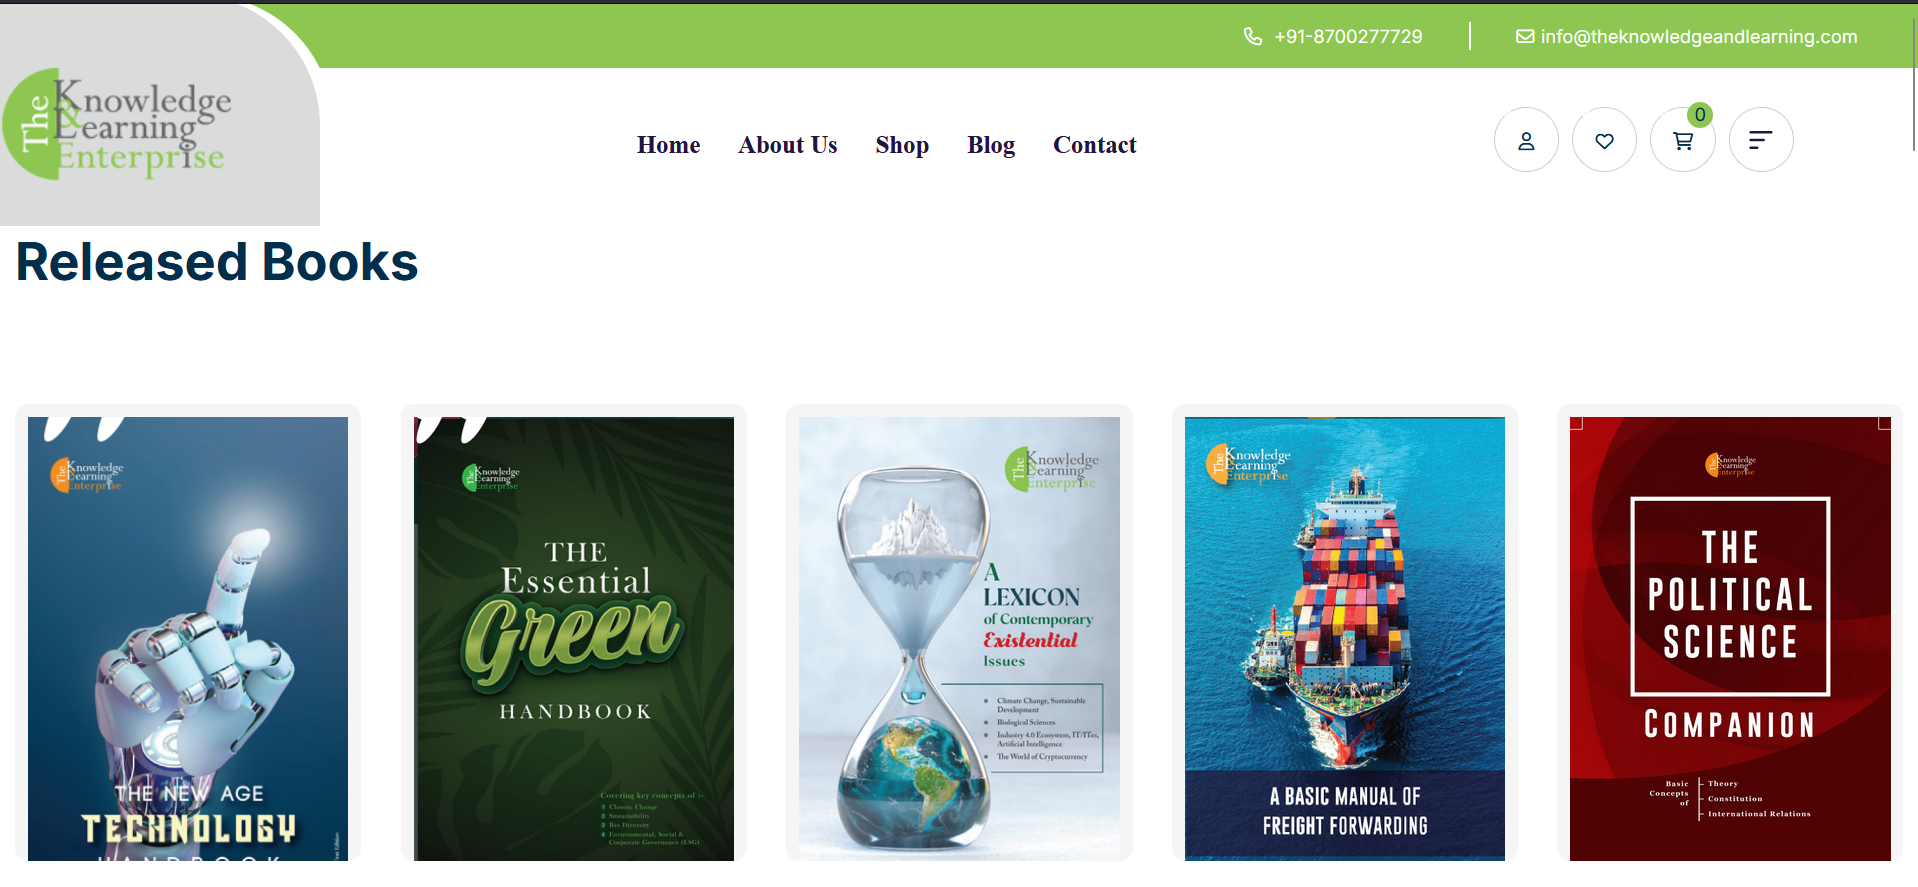 +91-8700277729
info@theknowledgeandlearning.com
The Knowledge
& Learning
Enterprise
Home About Us Shop Blog Contact
0
Released Books
The Knowledge
& Learning
Enterprise
THE NEW AGE
TECHNOLOGY
HANDBOOK
The Knowledge
& Learning
Enterprise
THE
Essential
Green
HANDBOOK
Covering key concepts of :-
1 Climate Change
2 Sustainability
3 Bio Diversity
4 Environmental, Social &
Corporate Governance (ESG)
The Knowledge
& Learning
Enterprise
A
LEXICON
of Contemporary
Existential
Issues
Climate Change, Sustainable
Development
Biological Sciences
Industry 4.0 Ecosystem, IT/ITes,
Artificial Intelligence
The World of Cryptocurrency
The Knowledge
& Learning
Enterprise
A BASIC MANUAL OF
FREIGHT FORWARDING
The Knowledge
& Learning
Enterprise
THE
POLITICAL
SCIENCE
COMPANION
Basic
Concepts
of
Theory
Constitution
International Relations